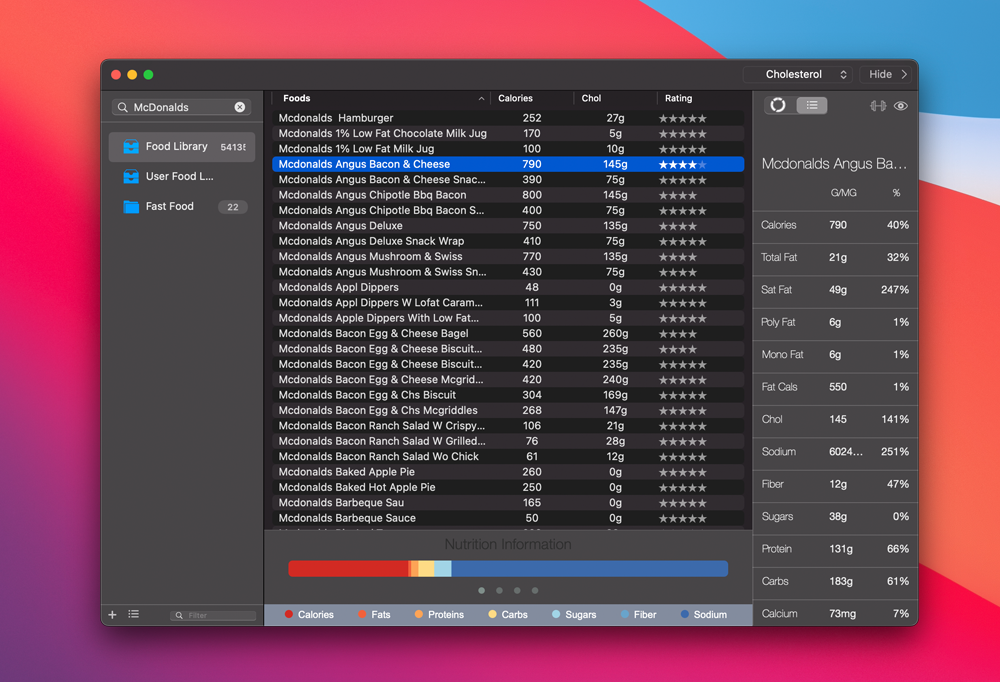 Cholesterol
Hide
McDonalds
Food Library 5413
User Food L...
Fast Food 22
Filter
Foods Calories Chol Rating
Mcdonalds Hamburger 252 27g ★★★★★
Mcdonalds 1% Low Fat Chocolate Milk Jug 170 5g ★★★★★
Mcdonalds 1% Low Fat Milk Jug 100 10g ★★★★★
Mcdonalds Angus Bacon & Cheese 790 145g ★★★★★
Mcdonalds Angus Bacon & Cheese Snac... 390 75g ★★★★★
Mcdonalds Angus Chipotle Bbq Bacon 800 145g ★★★★
Mcdonalds Angus Chipotle Bbq Bacon S... 400 75g ★★★★★
Mcdonalds Angus Deluxe 750 135g ★★★★
Mcdonalds Angus Deluxe Snack Wrap 410 75g ★★★★★
Mcdonalds Angus Mushroom & Swiss 770 135g ★★★★
Mcdonalds Angus Mushroom & Swiss Sn... 430 75g ★★★★
Mcdonalds Appl Dippers 48 0g ★★★★★
Mcdonalds Appl Dippers W Lofat Caram... 111 3g ★★★★★
Mcdonalds Apple Dippers With Low Fat... 100 5g ★★★★★
Mcdonalds Bacon Egg & Cheese Bagel 560 260g ★★★★
Mcdonalds Bacon Egg & Cheese Biscuit... 480 235g ★★★★
Mcdonalds Bacon Egg & Cheese Biscuit... 420 235g ★★★★★
Mcdonalds Bacon Egg & Cheese Mcgrid... 420 240g ★★★★★
Mcdonalds Bacon Egg & Chs Biscuit 304 169g ★★★★★
Mcdonalds Bacon Egg & Chs Mcgriddles 268 147g ★★★★★
Mcdonalds Bacon Ranch Salad W Crispy... 106 21g ★★★★★
Mcdonalds Bacon Ranch Salad W Grilled... 76 28g ★★★★★
Mcdonalds Bacon Ranch Salad Wo Chick 61 12g ★★★★★
Mcdonalds Baked Apple Pie 260 0g ★★★★★
Mcdonalds Baked Hot Apple Pie 250 0g ★★★★★
Mcdonalds Barbeque Sau 165 0g ★★★★★
Mcdonalds Barbeque Sauce 50 0g ★★★★★
Nutrition Information
Calories Fats Proteins Carbs Sugars Fiber Sodium
Mcdonalds Angus Ba...
G/MG %
Calories 790 40%
Total Fat 21g 32%
Sat Fat 49g 247%
Poly Fat 6g 1%
Mono Fat 6g 1%
Fat Cals 550 1%
Chol 145 141%
Sodium 6024... 251%
Fiber 12g 47%
Sugars 38g 0%
Protein 131g 66%
Carbs 183g 61%
Calcium 73mg 7%